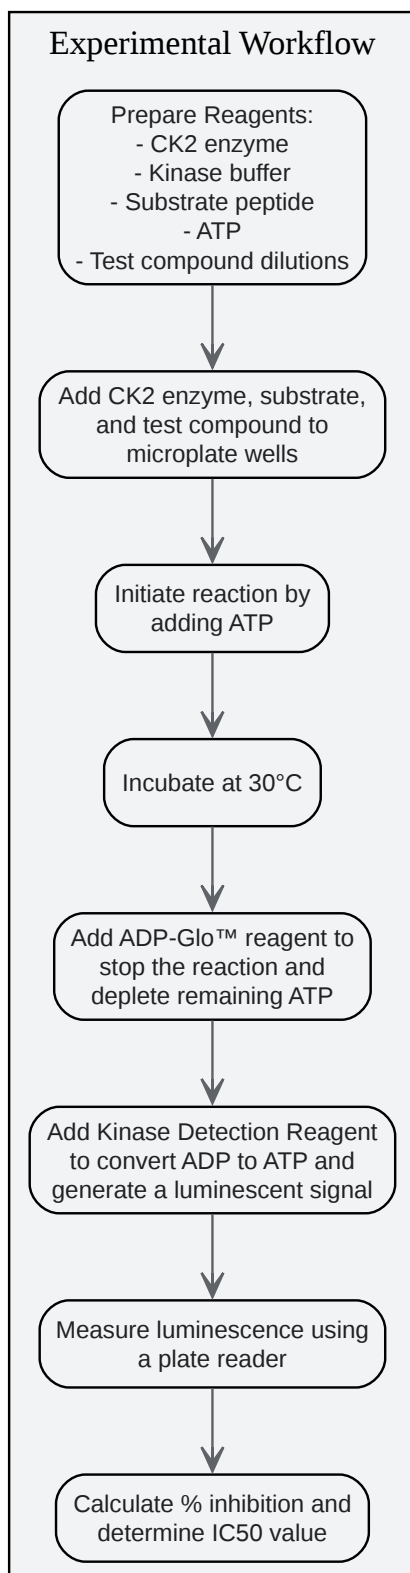 Experimental Workflow
Prepare Reagents:
- CK2 enzyme
- Kinase buffer
- Substrate peptide
- ATP
- Test compound dilutions
Add CK2 enzyme, substrate,
and test compound to
microplate wells
Initiate reaction by
adding ATP
Incubate at 30°C
Add ADP-Glo™ reagent to
stop the reaction and
deplete remaining ATP
Add Kinase Detection Reagent
to convert ADP to ATP and
generate a luminescent signal
Measure luminescence using
a plate reader
Calculate % inhibition and
determine IC50 value